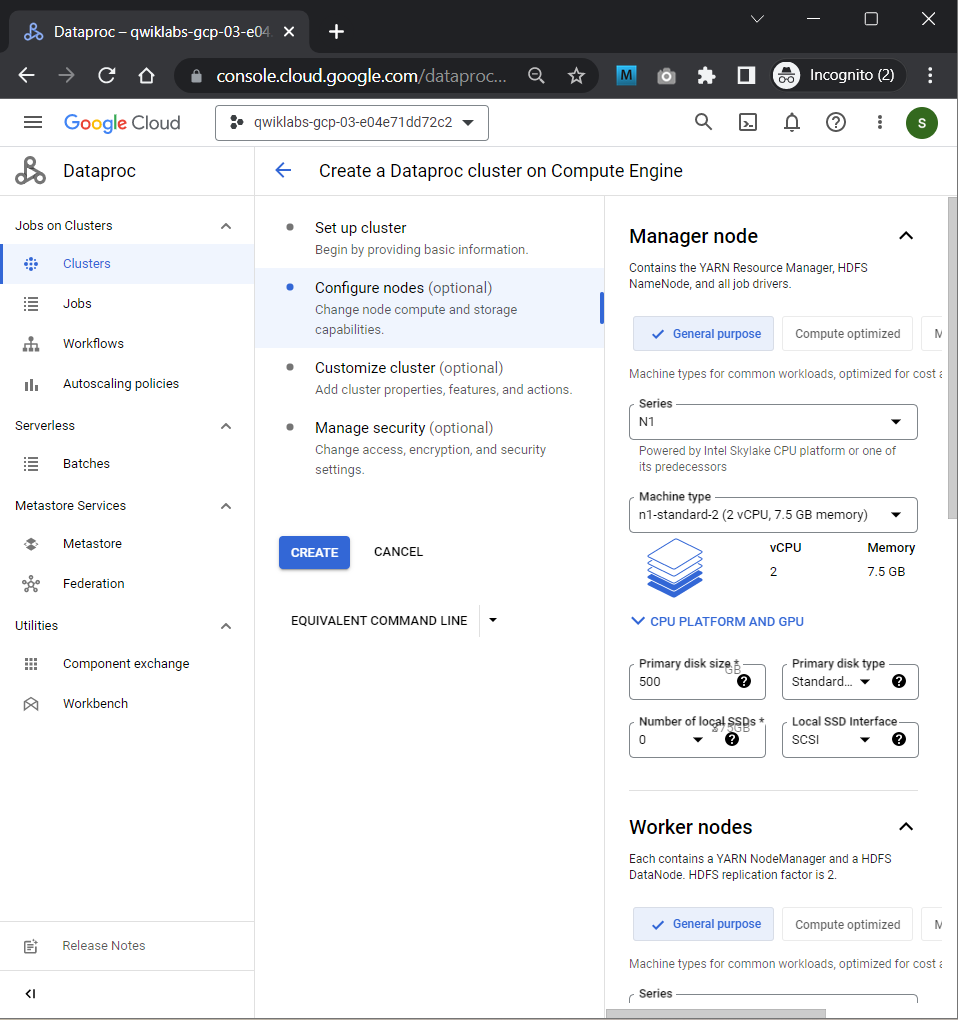 Dataproc – qwiklabs-gcp-03-e04
console.cloud.google.com/dataproc...
M
Incognito (2)
Google Cloud
qwiklabs-gcp-03-e04e71dd72c2
S
Dataproc
Create a Dataproc cluster on Compute Engine
Jobs on Clusters
Clusters
Jobs
Workflows
Autoscaling policies
Serverless
Batches
Metastore Services
Metastore
Federation
Utilities
Component exchange
Workbench
Release Notes
Set up cluster
Begin by providing basic information.
Configure nodes (optional)
Change node compute and storage
capabilities.
Customize cluster (optional)
Add cluster properties, features, and actions.
Manage security (optional)
Change access, encryption, and security
settings.
CREATE
CANCEL
EQUIVALENT COMMAND LINE
Manager node
Contains the YARN Resource Manager, HDFS
NameNode, and all job drivers.
General purpose
Compute optimized
M
Machine types for common workloads, optimized for cost a
Series
N1
Powered by Intel Skylake CPU platform or one of
its predecessors
Machine type
n1-standard-2 (2 vCPU, 7.5 GB memory)
vCPU
Memory
2
7.5 GB
CPU PLATFORM AND GPU
Primary disk size *
GB
500
Primary disk type
Standard...
Number of local SSDs *
0
Local SSD Interface
SCSI
Worker nodes
Each contains a YARN NodeManager and a HDFS
DataNode. HDFS replication factor is 2.
General purpose
Compute optimized
M
Machine types for common workloads, optimized for cost a
Series